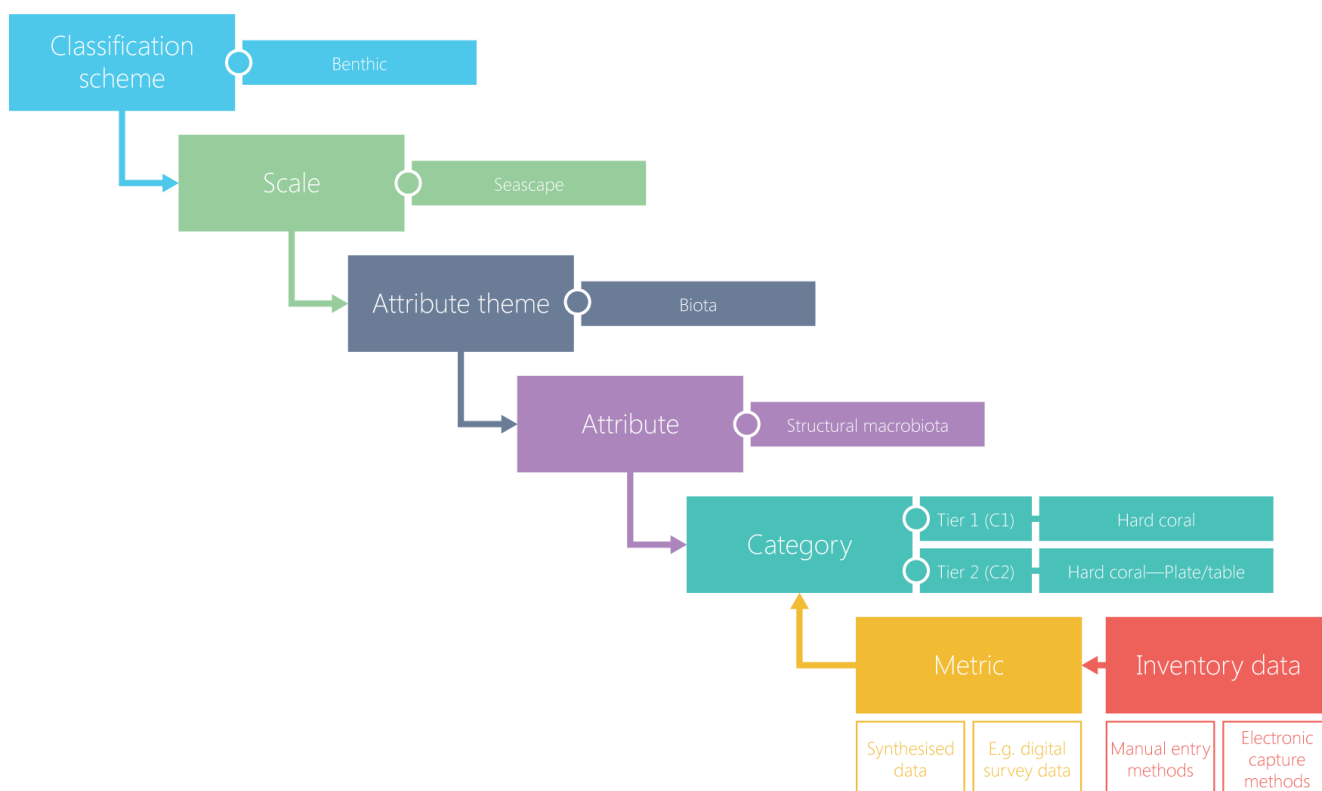 Classification
scheme
Benthic
Scale
Seascape
Attribute theme
Biota
Attribute
Structural macrobiota
Category
Tier 1 (C1)
Hard coral
Tier 2 (C2)
Hard coral—Plate/table
Metric
Inventory data
Synthesised
data
E.g. digital
survey data
Manual entry
methods
Electronic
capture
methods